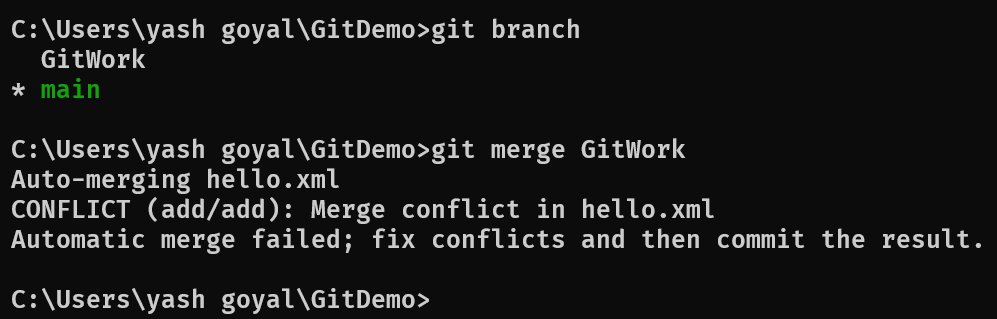 C:\Users\yash goyal\GitDemo>git branch
  GitWork
* main
C:\Users\yash goyal\GitDemo>git merge GitWork
Auto-merging hello.xml
CONFLICT (add/add): Merge conflict in hello.xml
Automatic merge failed; fix conflicts and then commit the result.
C:\Users\yash goyal\GitDemo>